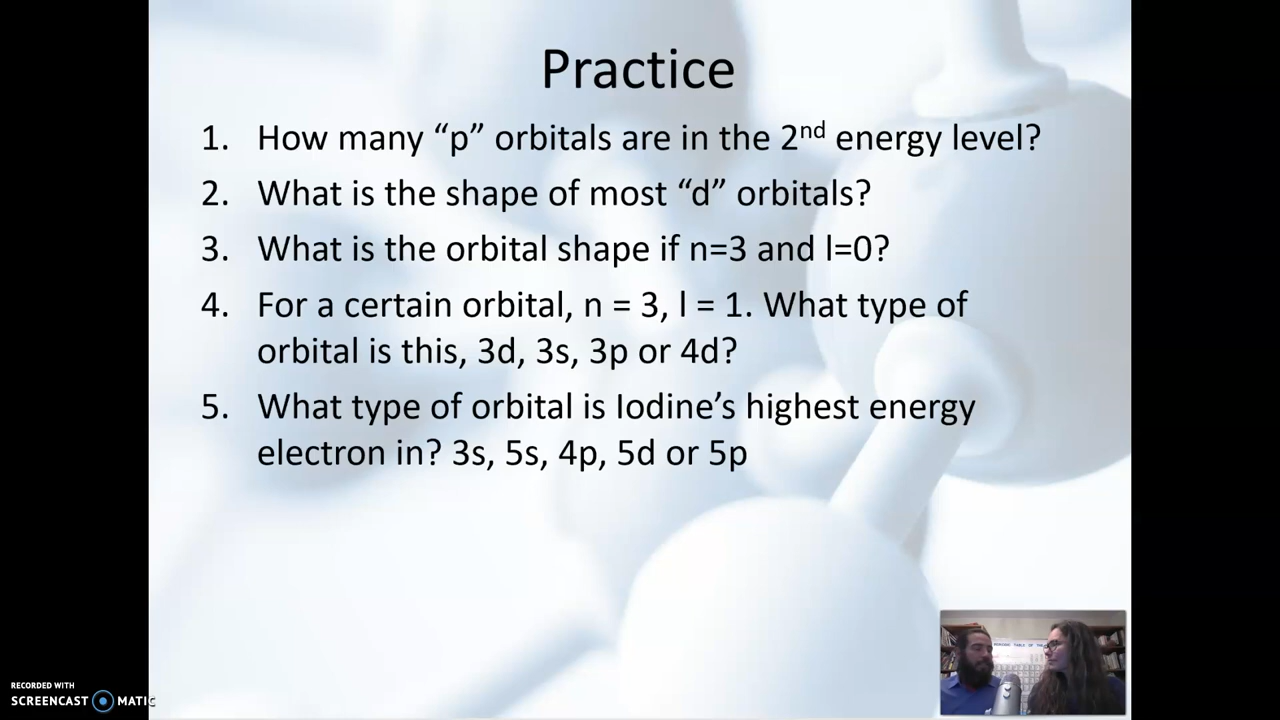 Practice
1. How many “p” orbitals are in the 2nd energy level?
2. What is the shape of most “d” orbitals?
3. What is the orbital shape if n=3 and l=0?
4. For a certain orbital, n = 3, l = 1. What type of
orbital is this, 3d, 3s, 3p or 4d?
5. What type of orbital is Iodine’s highest energy
electron in? 3s, 5s, 4p, 5d or 5p
RECORDED WITH
SCREENCAST MATIC